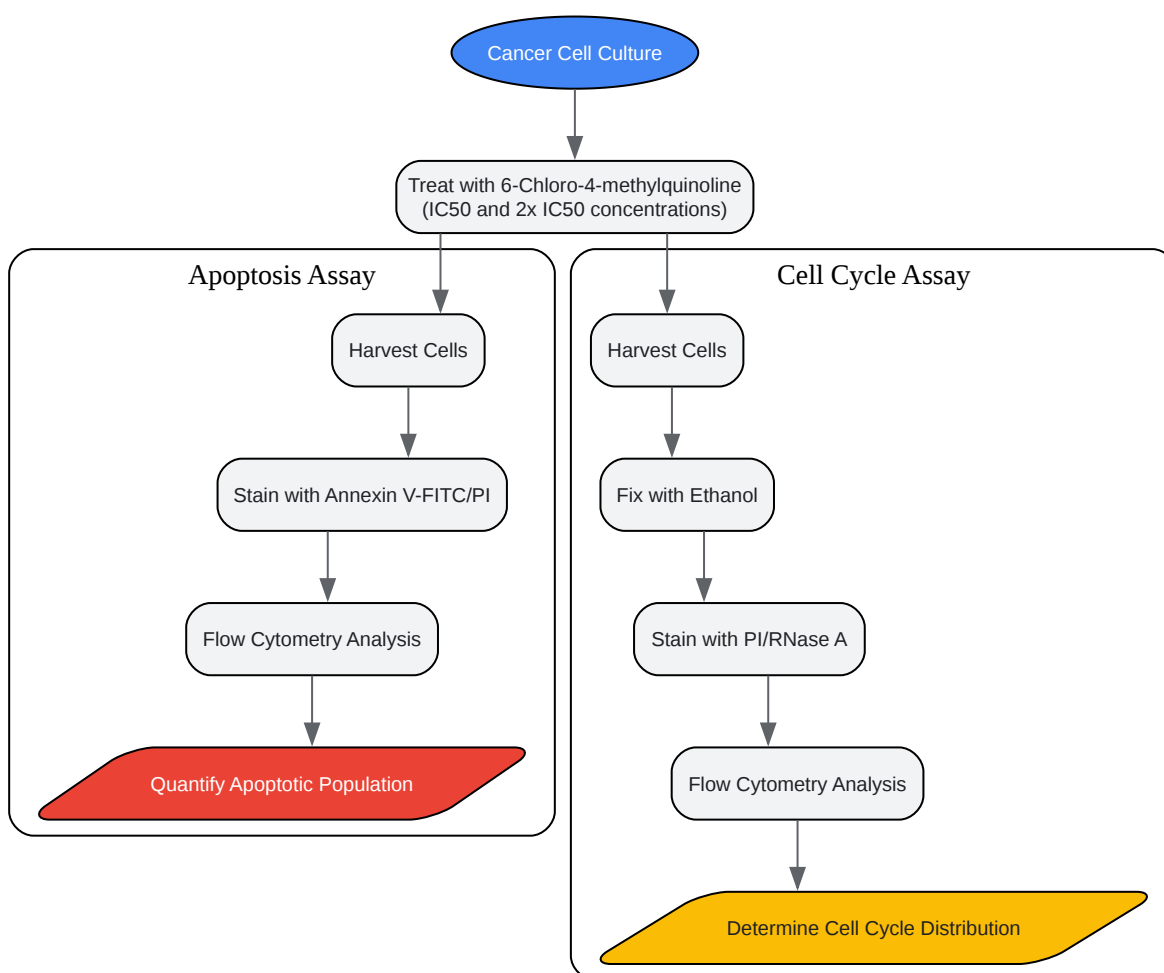 Cancer Cell Culture
Treat with 6-Chloro-4-methylquinoline
(IC50 and 2x IC50 concentrations)
Apoptosis Assay
Harvest Cells
Stain with Annexin V-FITC/PI
Flow Cytometry Analysis
Quantify Apoptotic Population
Cell Cycle Assay
Harvest Cells
Fix with Ethanol
Stain with PI/RNase A
Flow Cytometry Analysis
Determine Cell Cycle Distribution